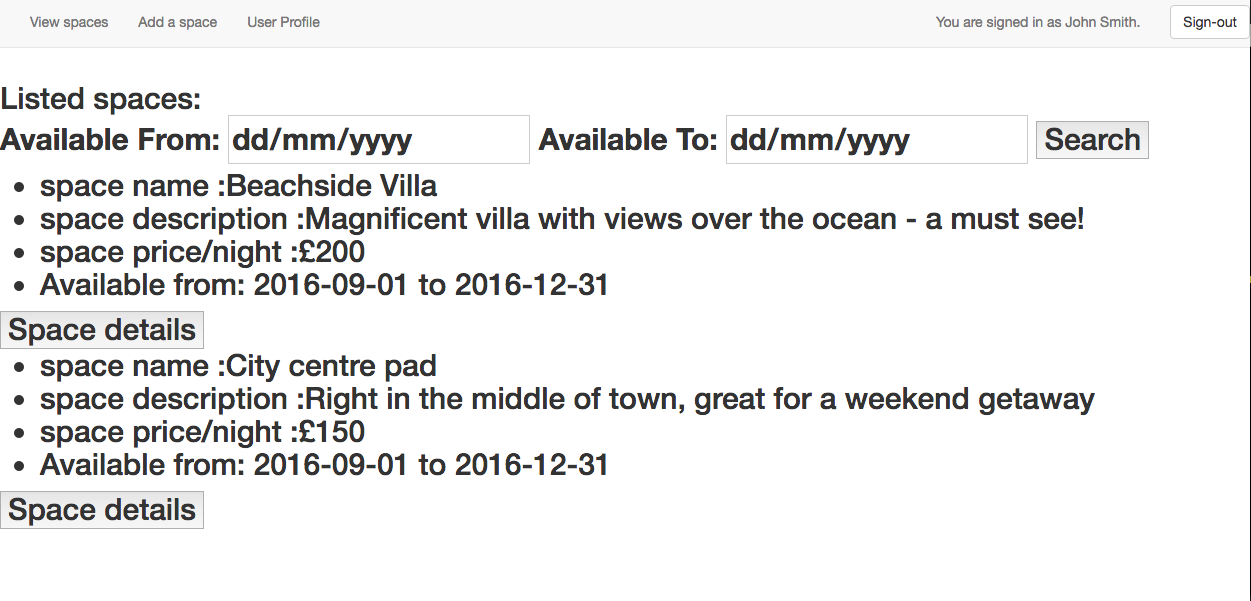 View spaces Add a space User Profile You are signed in as John Smith. Sign-out
Listed spaces:
Available From: dd/mm/yyyy Available To: dd/mm/yyyy Search
space name :Beachside Villa
space description :Magnificent villa with views over the ocean - a must see!
space price/night :£200
Available from: 2016-09-01 to 2016-12-31
Space details
space name :City centre pad
space description :Right in the middle of town, great for a weekend getaway
space price/night :£150
Available from: 2016-09-01 to 2016-12-31
Space details